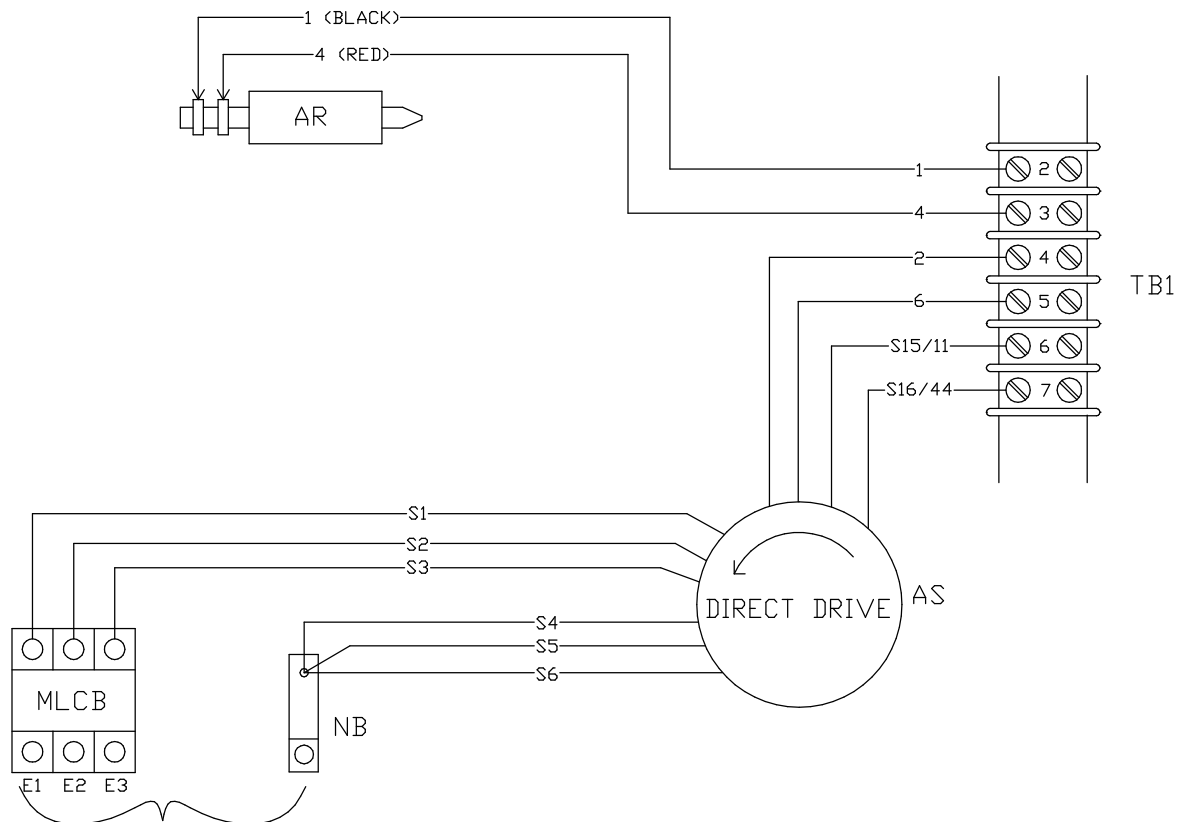 1 (BLACK)
4 (RED)
AR
1
2
4
3
2
4
TB1
6
5
S15/11
6
S16/44
7
S1
S2
S3
DIRECT DRIVE
AS
S4
S5
S6
MLCB
NB
E1 E2 E3